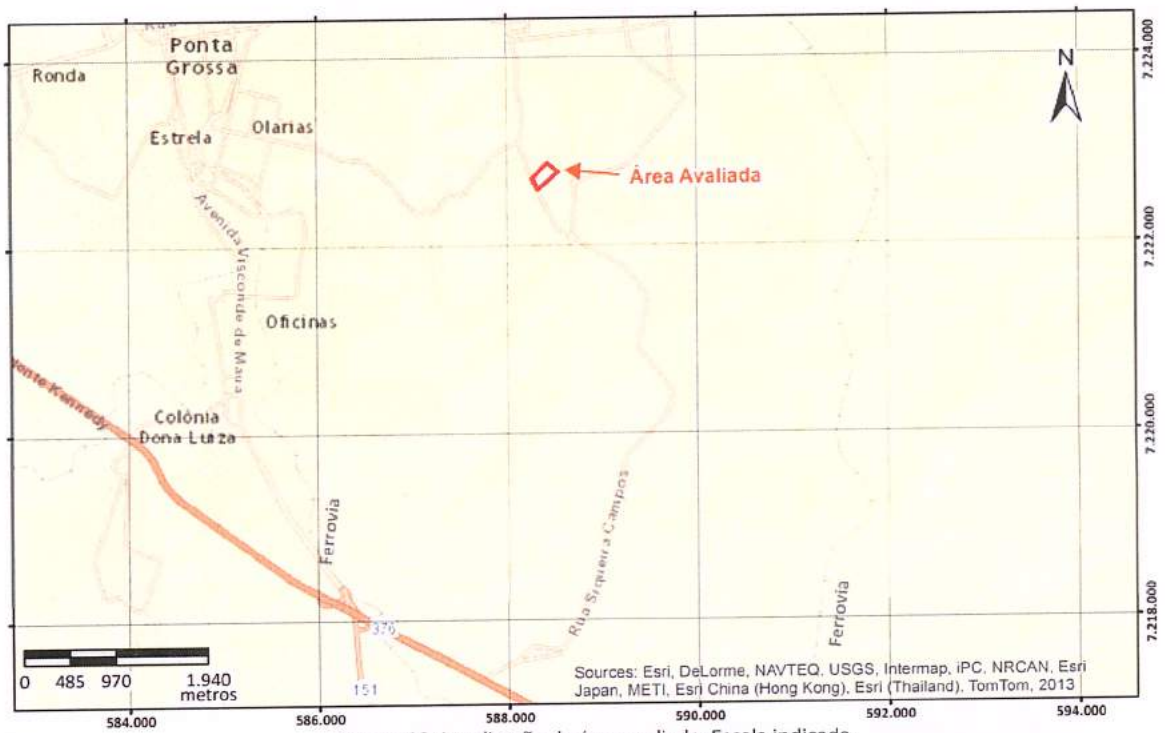 Ponta
Grossa
Ronda
Estrela
Olarias
N
7.224.000
Área Avaliada
7.222.000
Avenida Visconde de Maua
Oficinas
Kennedy
Colônia
Dona Luiza
7.220.000
Ferrovia
Rua Siqueira Campos
Ferrovia
7.218.000
376
151
0 485 970 1.940
metros
Sources: Esri, DeLorme, NAVTEQ, USGS, Intermap, iPC, NRCAN, Esri
Japan, METI, Esri China (Hong Kong), Esri (Thailand), TomTom, 2013
584.000 586.000 588.000 590.000 592.000 594.000